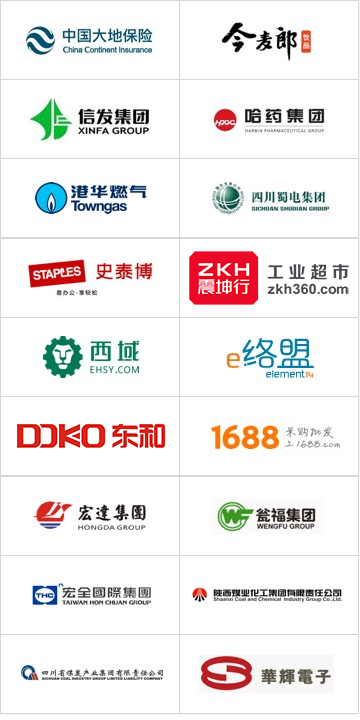 中国大地保险
China Continent Insurance
今麦郎
饮品
信发集团
XINFA GROUP
哈药集团
HPGC
HARBIN PHARMACEUTICAL GROUP
港华燃气
Towngas
四川蜀电集团
SICHUAN SHUDIAN GROUP
STAPLES 史泰博
易办公·享轻松
ZKH
震坤行
工业超市
zkh360.com
西域
EHSY.COM
e络盟
element14
DOKO 东和
1688
采购批发
上1688.com
宏達集團
HONGDA GROUP
瓮福集团
WENGFU GROUP
THC
宏全國際集團
TAIWAN HON CHUAN GROUP
陕西煤业化工集团有限责任公司
Shaanxi Coal and Chemical Industry Group Co.,Ltd.
四川省煤炭产业集团有限责任公司
SICHUAN COAL INDUSTRY GROUP LIMITED LIABILITY COMPANY
華輝電子